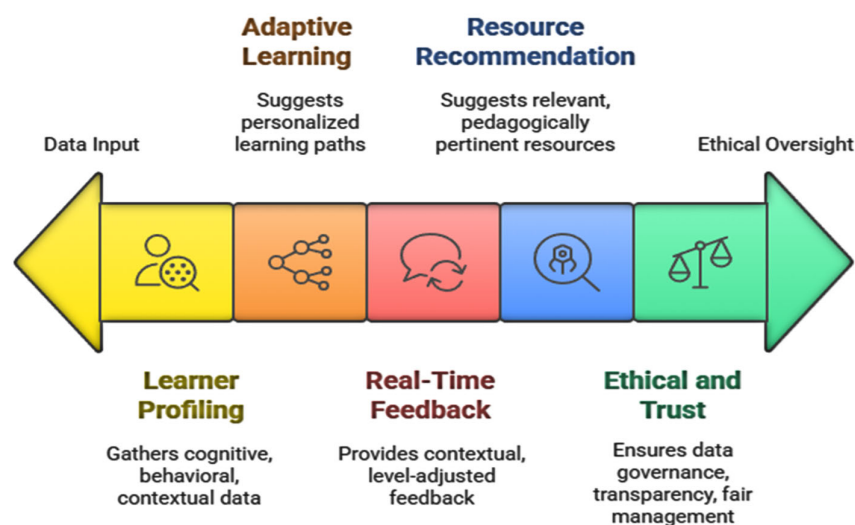 Adaptive
Learning
Suggests
personalized
learning paths
Resource
Recommendation
Suggests relevant,
pedagogically
pertinent resources
Data Input
Ethical Oversight
Learner
Profiling
Gathers cognitive,
behavioral,
contextual data
Real-Time
Feedback
Provides contextual,
level-adjusted
feedback
Ethical and
Trust
Ensures data
governance,
transparency, fair
management